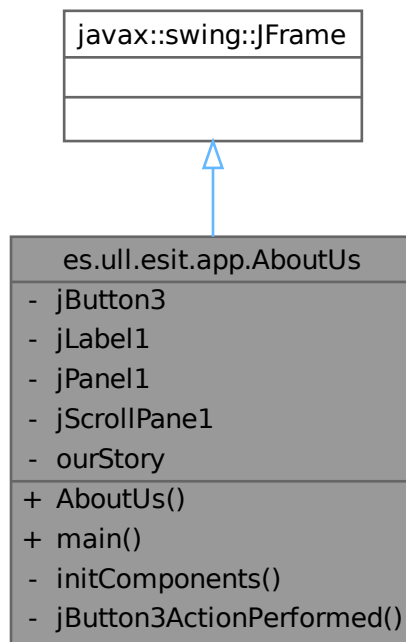 javax::swing::JFrame
es.ull.esit.app.AboutUs
- jButton3
- jLabel1
- jPanel1
- jScrollPane1
- ourStory
+ AboutUs()
+ main()
- initComponents()
- jButton3ActionPerformed()